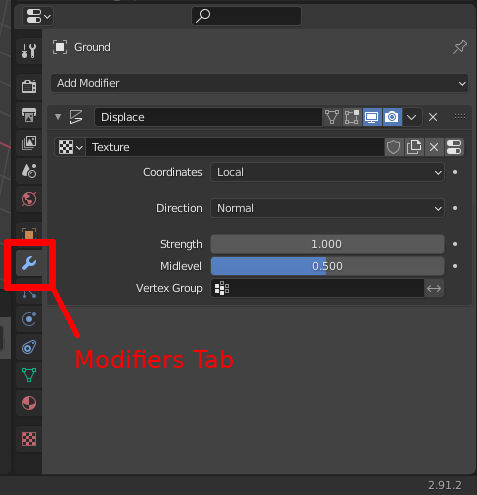 Ground
Add Modifier
Displace
Texture
Coordinates Local
Direction Normal
Strength 1.000
Midlevel 0.500
Vertex Group
Modifiers Tab
2.91.2